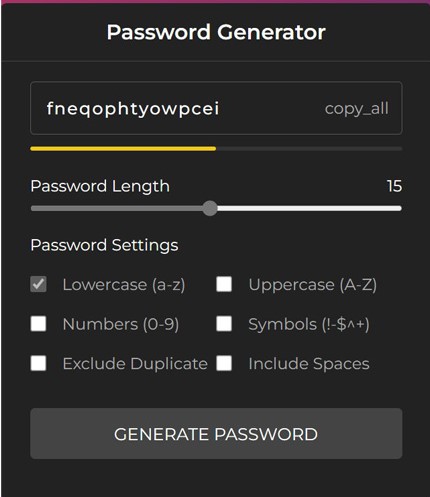 Password Generator
fneqophtyowpcei copy_all
Password Length 15
Password Settings
Lowercase (a-z) Uppercase (A-Z)
Numbers (0-9) Symbols (!-$^+)
Exclude Duplicate Include Spaces
GENERATE PASSWORD